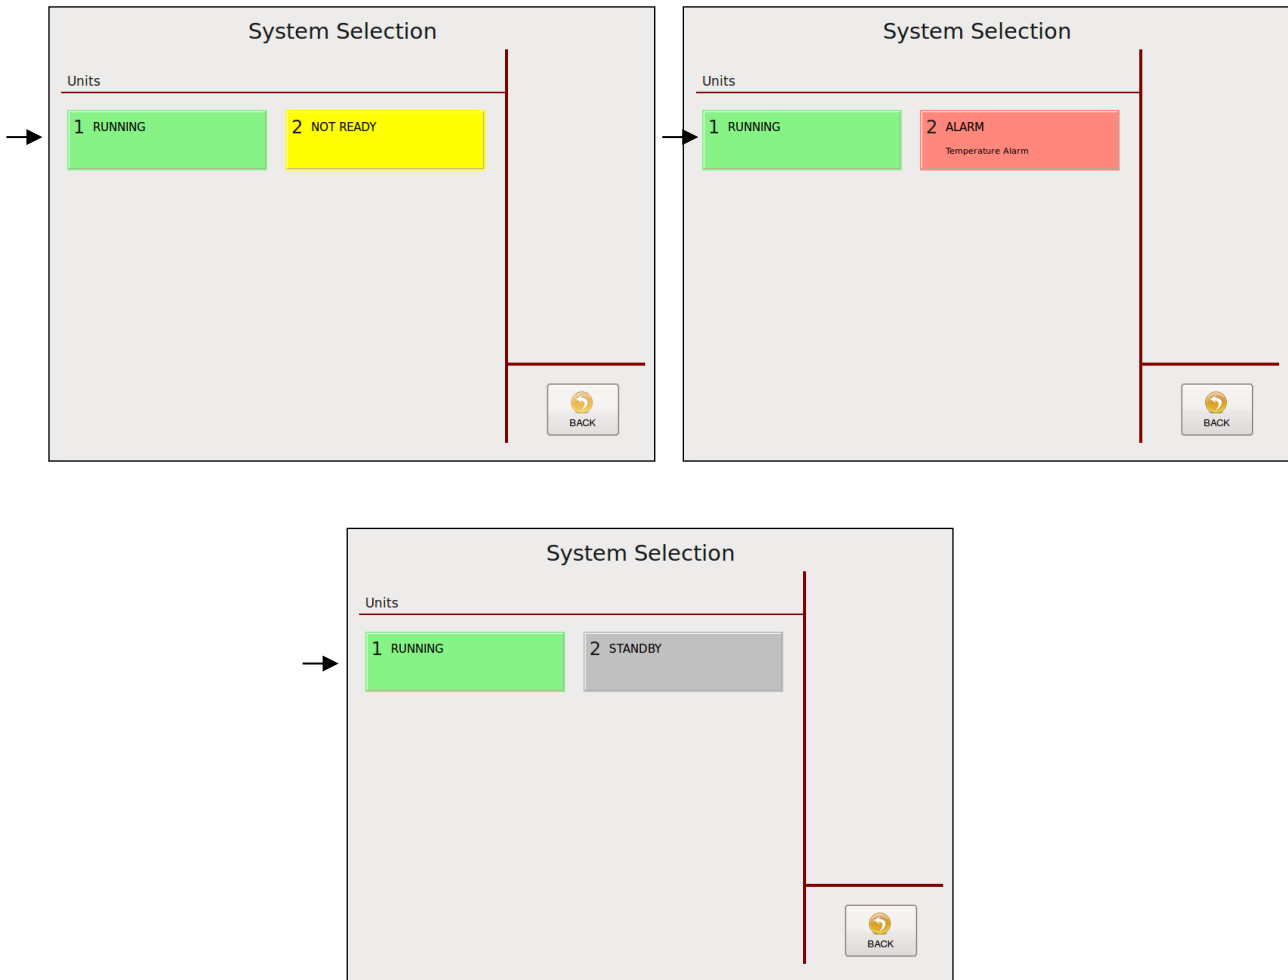 System Selection
Units
1 RUNNING
2 NOT READY
BACK
System Selection
Units
1 RUNNING
2 ALARM
Temperature Alarm
BACK
System Selection
Units
1 RUNNING
2 STANDBY
BACK